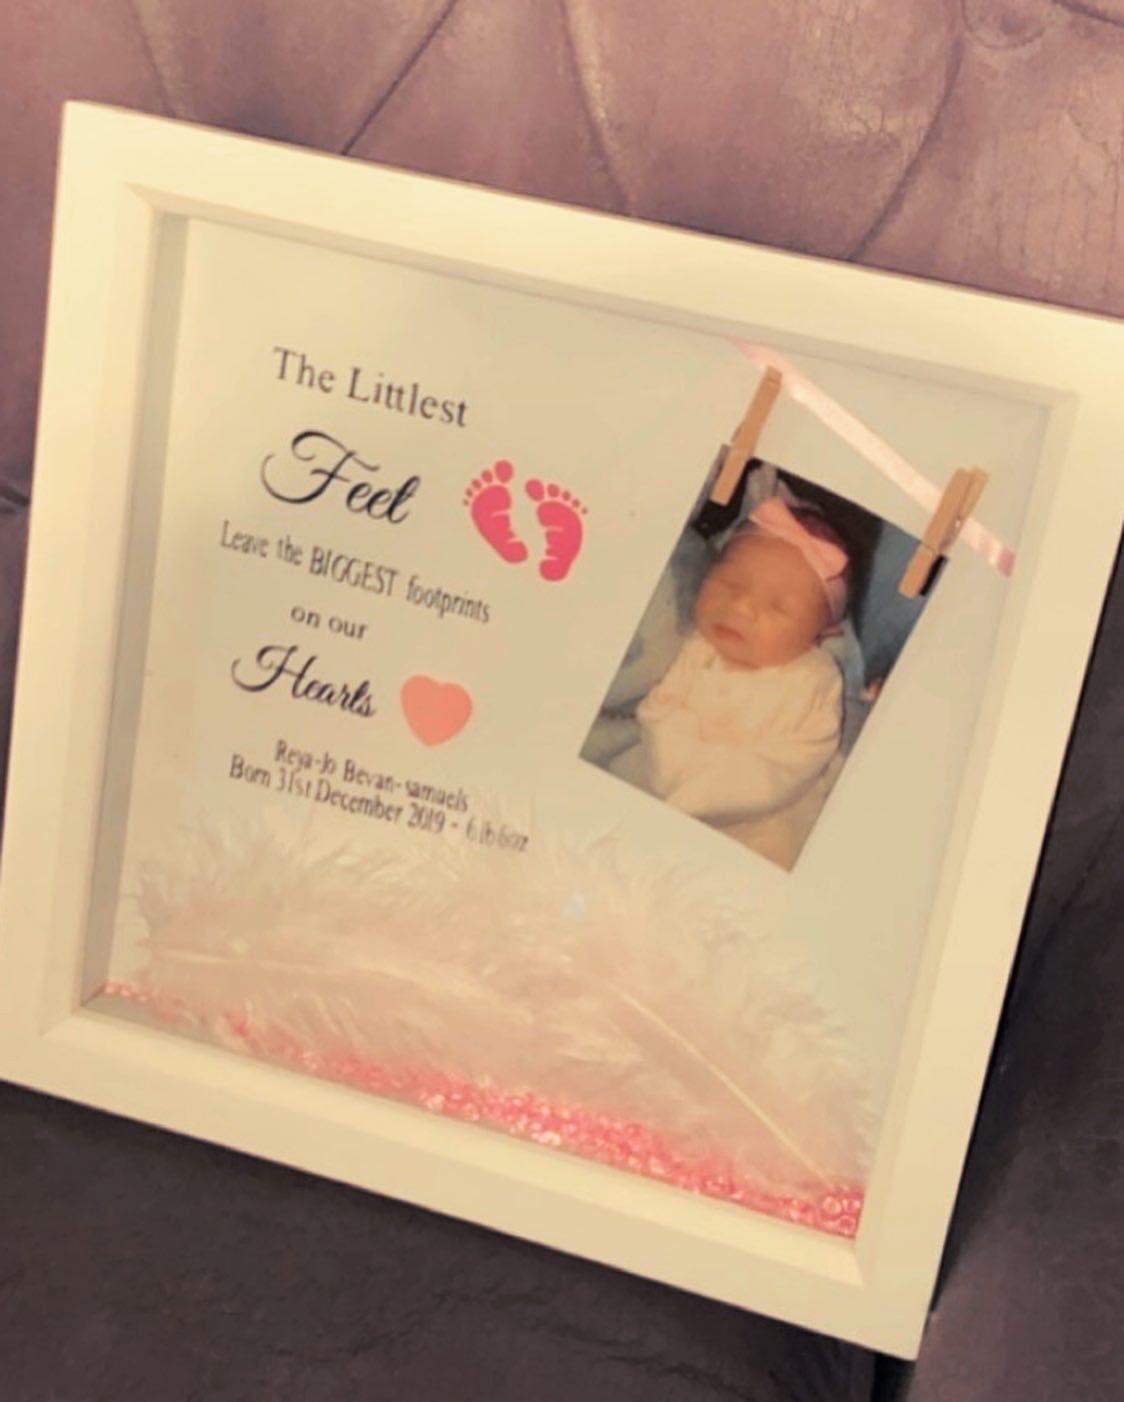 The Littlest
Feet
Leave the BIGGEST footprints
on our
Hearts
Reya-Jo Bevan-samuels
Born 31st December 2019 - 6lb 6oz